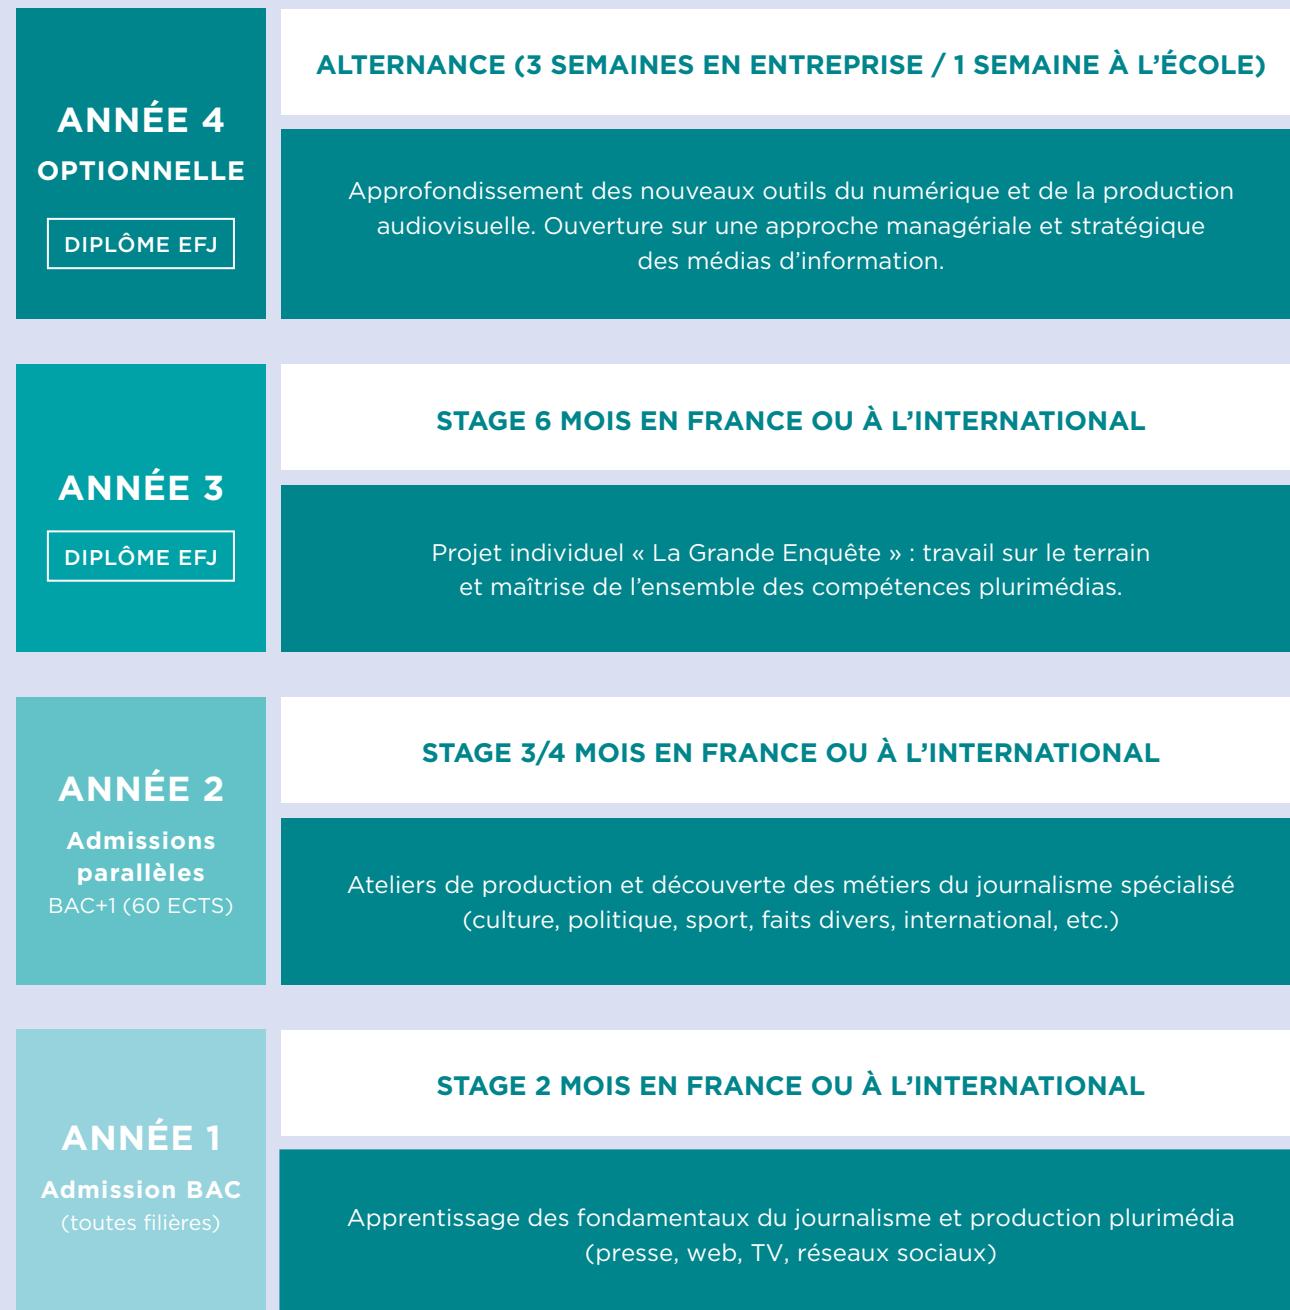 ANNÉE 4
OPTIONNELLE
DIPLÔME EFJ
ALTERNANCE (3 SEMAINES EN ENTREPRISE / 1 SEMAINE À L’ÉCOLE)
Approfondissement des nouveaux outils du numérique et de la production
audiovisuelle. Ouverture sur une approche managériale et stratégique
des médias d’information.
ANNÉE 3
DIPLÔME EFJ
STAGE 6 MOIS EN FRANCE OU À L’INTERNATIONAL
Projet individuel « La Grande Enquête » : travail sur le terrain
et maîtrise de l’ensemble des compétences plurimédias.
ANNÉE 2
Admissions
parallèles
BAC+1 (60 ECTS)
STAGE 3/4 MOIS EN FRANCE OU À L’INTERNATIONAL
Ateliers de production et découverte des métiers du journalisme spécialisé
(culture, politique, sport, faits divers, international, etc.)
ANNÉE 1
Admission BAC
(toutes filières)
STAGE 2 MOIS EN FRANCE OU À L’INTERNATIONAL
Apprentissage des fondamentaux du journalisme et production plurimédia
(presse, web, TV, réseaux sociaux)